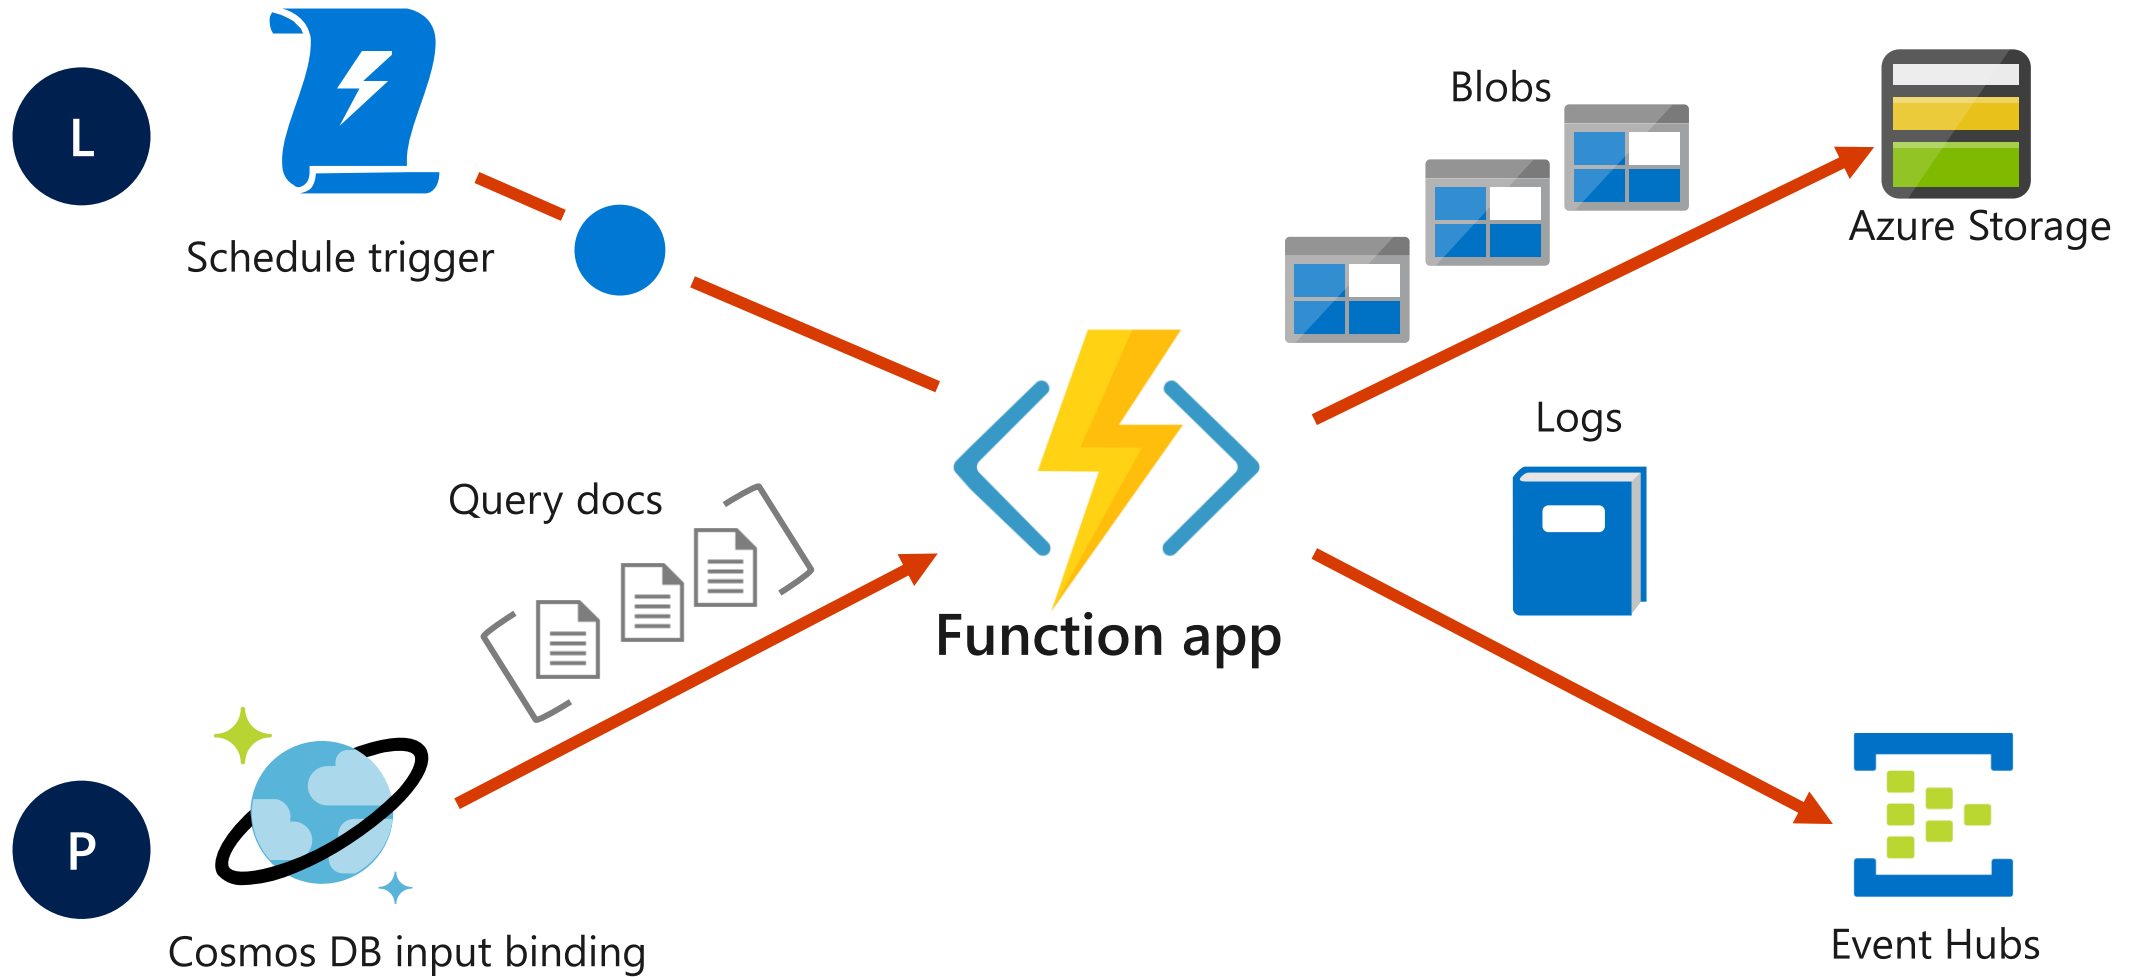 L
Schedule trigger
Blobs
Azure Storage
Logs
Query docs
Function app
P
Cosmos DB input binding
Event Hubs